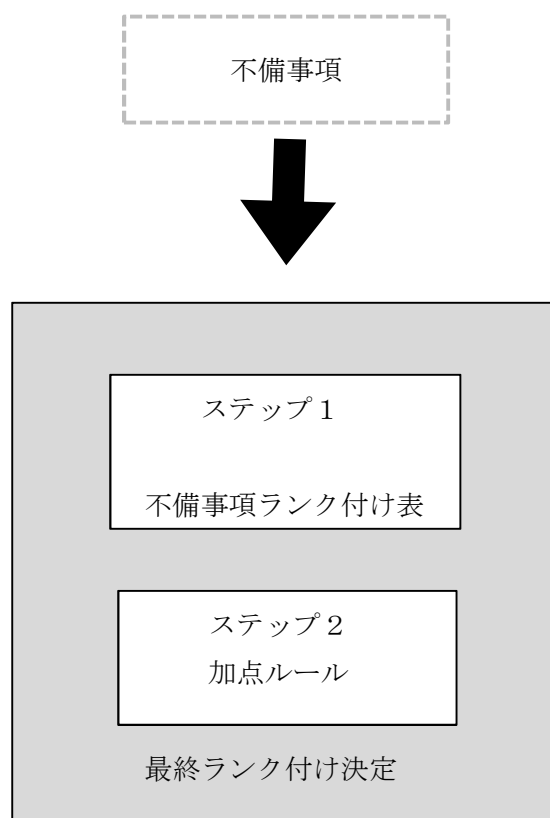 不備事項
ステップ１
不備事項ランク付け表
ステップ２
加点ルール
最終ランク付け決定